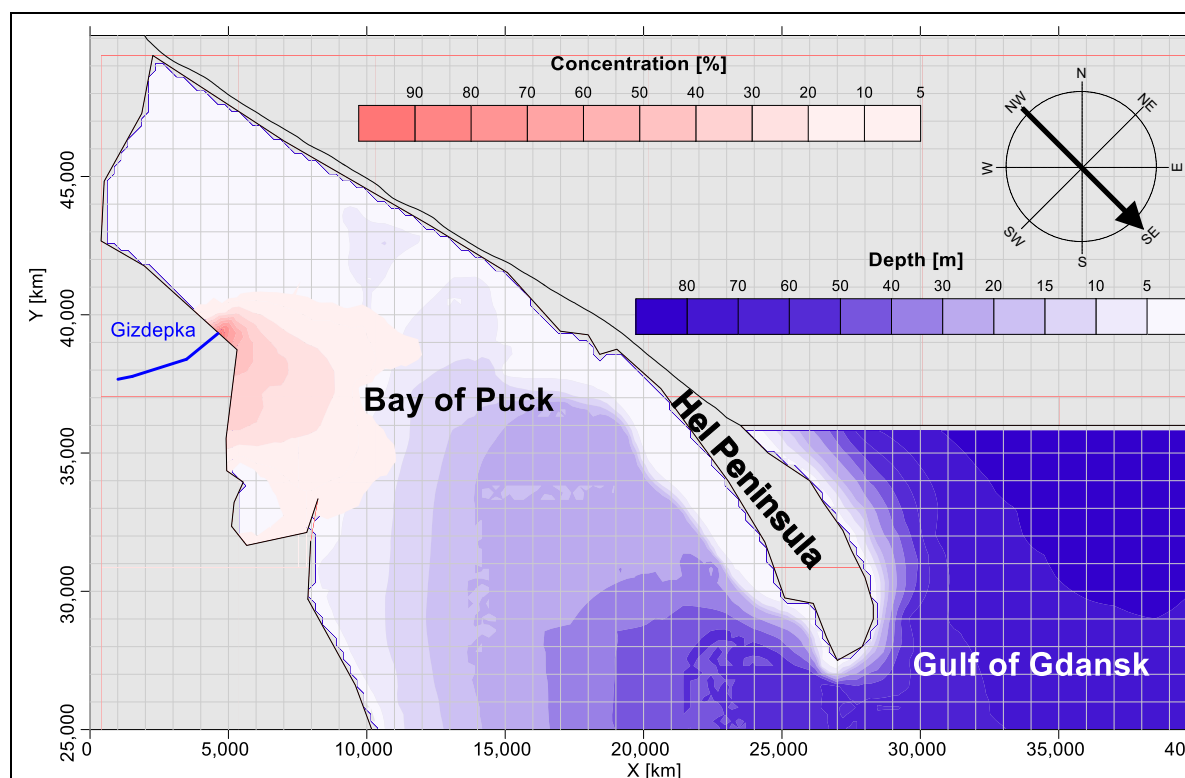 Concentration [%]
90 80 70 60 50 40 30 20 10 5
N
NE
E
SE
S
SW
W
NW
Depth [m]
80 70 60 50 40 30 20 15 10 5
Gizdepka
Bay of Puck
Hel Peninsula
Gulf of Gdansk
Y [km]
45,000
40,000
35,000
30,000
25,000
0 5,000 10,000 15,000 20,000 25,000 30,000 35,000 40
X [km]